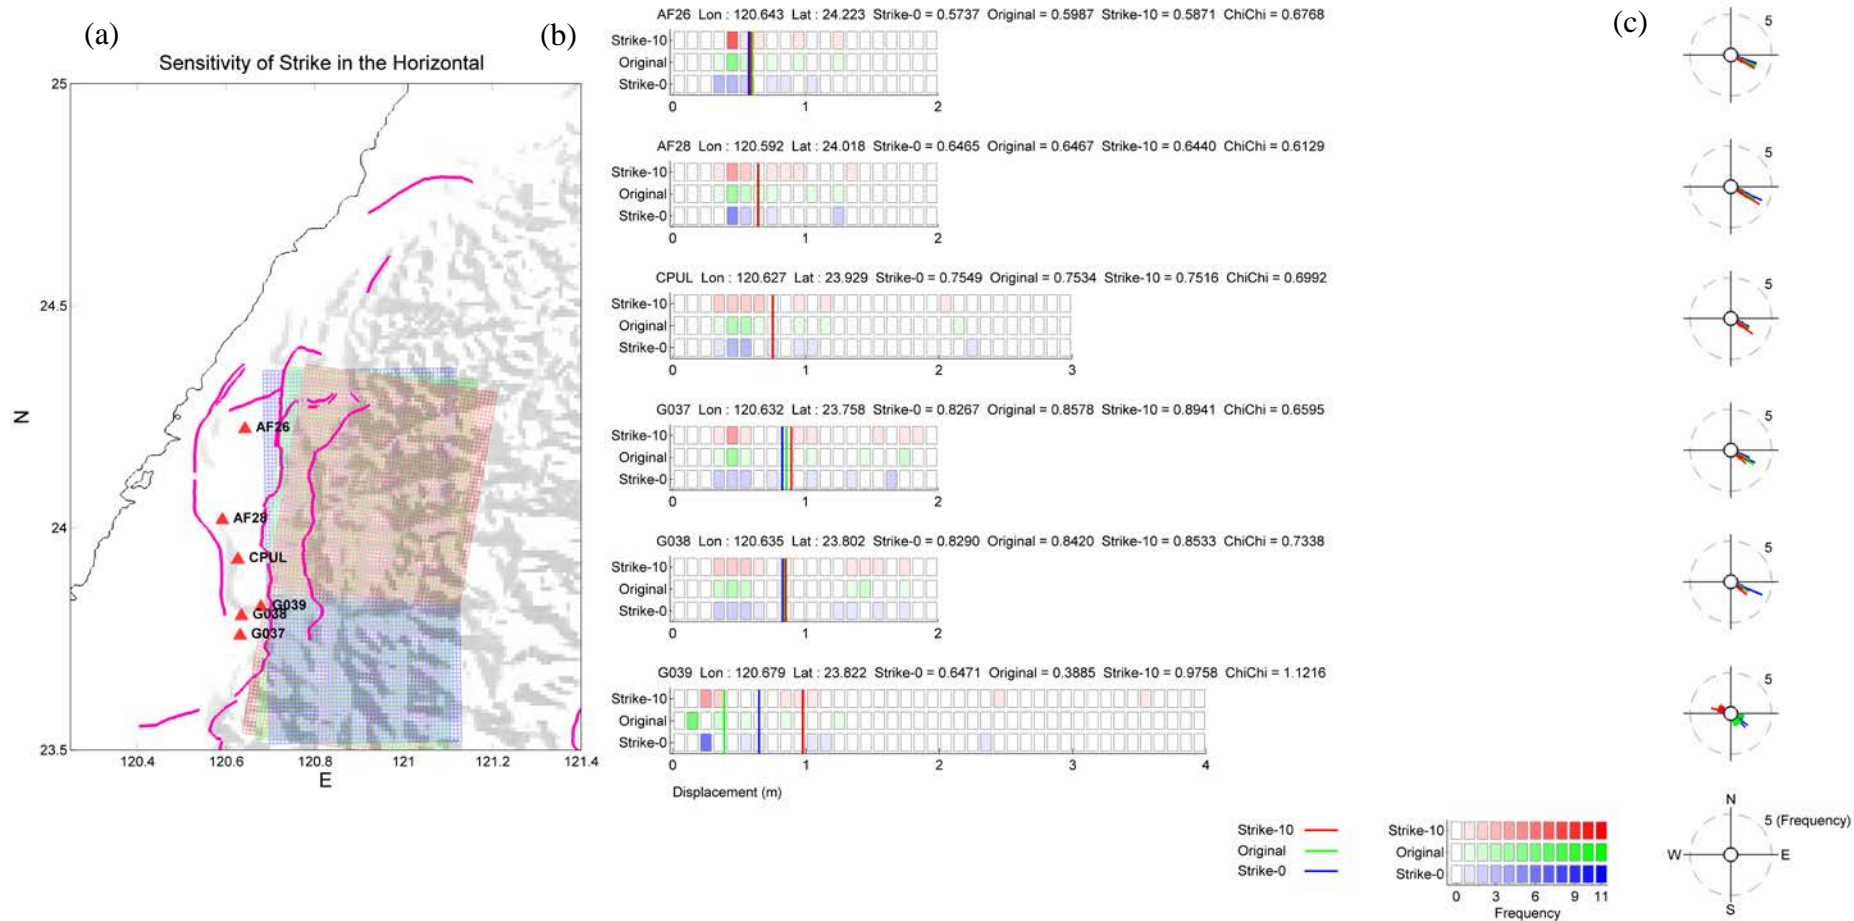 (a)
Sensitivity of Strike in the Horizontal
25
24.5
24
23.5
N
120.4 120.6 120.8 121 121.2 121.4
E
AF26
AF28
CPUL
G039
G038
G037
(b)
AF26 Lon : 120.643 Lat : 24.223 Strike-0 = 0.5737 Original = 0.5987 Strike-10 = 0.5871 ChiChi = 0.6768
Strike-10
Original
Strike-0
0 1 2
AF28 Lon : 120.592 Lat : 24.018 Strike-0 = 0.6465 Original = 0.6467 Strike-10 = 0.6440 ChiChi = 0.6129
Strike-10
Original
Strike-0
0 1 2
CPUL Lon : 120.627 Lat : 23.929 Strike-0 = 0.7549 Original = 0.7534 Strike-10 = 0.7516 ChiChi = 0.6992
Strike-10
Original
Strike-0
0 1 2 3
G037 Lon : 120.632 Lat : 23.758 Strike-0 = 0.8267 Original = 0.8578 Strike-10 = 0.8941 ChiChi = 0.6595
Strike-10
Original
Strike-0
0 1 2
G038 Lon : 120.635 Lat : 23.802 Strike-0 = 0.8290 Original = 0.8420 Strike-10 = 0.8533 ChiChi = 0.7338
Strike-10
Original
Strike-0
0 1 2
G039 Lon : 120.679 Lat : 23.822 Strike-0 = 0.6471 Original = 0.3885 Strike-10 = 0.9758 ChiChi = 1.1216
Strike-10
Original
Strike-0
0 1 2 3 4
Displacement (m)
Strike-10
Original
Strike-0
Strike-10
Original
Strike-0
0 3 6 9 11
Frequency
(c)
5
5
5
5
5
5
N
5 (Frequency)
W E
S